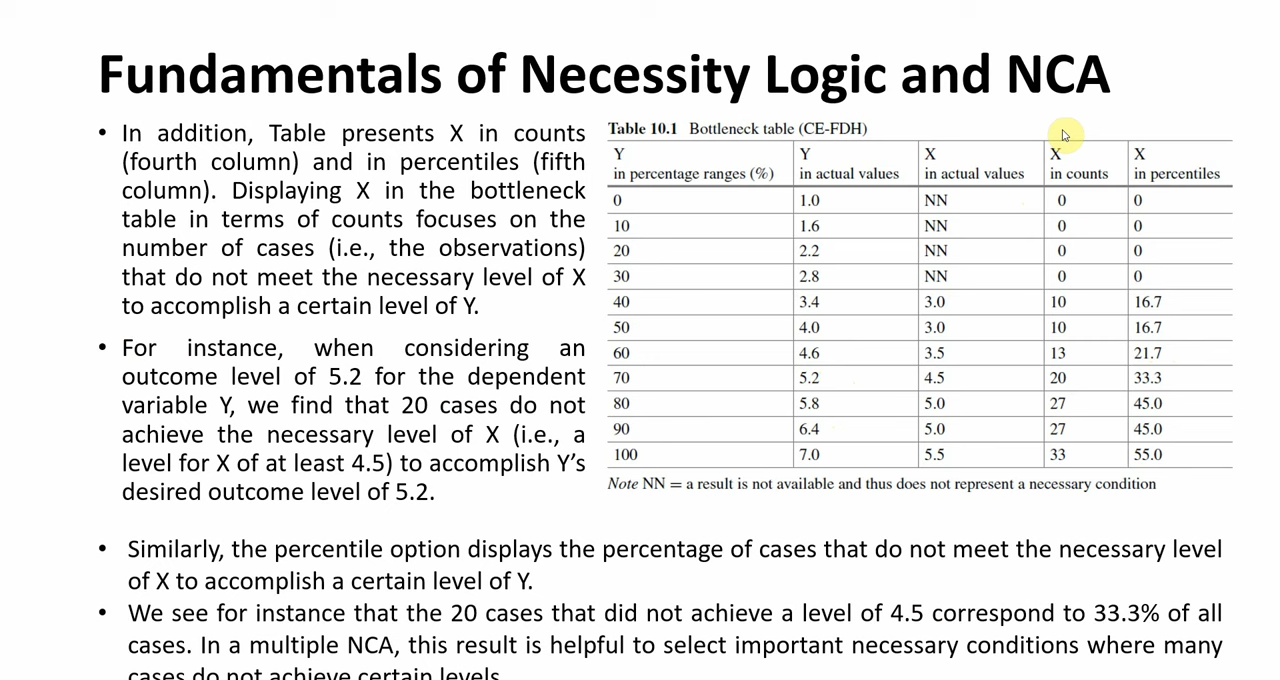 Fundamentals of Necessity Logic and NCA
• In addition, Table presents X in counts
(fourth column) and in percentiles (fifth
column). Displaying X in the bottleneck
table in terms of counts focuses on the
number of cases (i.e., the observations)
that do not meet the necessary level of X
to accomplish a certain level of Y.
• For instance, when considering an
outcome level of 5.2 for the dependent
variable Y, we find that 20 cases do not
achieve the necessary level of X (i.e., a
level for X of at least 4.5) to accomplish Y’s
desired outcome level of 5.2.
Table 10.1 Bottleneck table (CE-FDH)
Y Y X X X
in percentage ranges (%) in actual values in actual values in counts in percentiles
0 1.0 NN 0 0
10 1.6 NN 0 0
20 2.2 NN 0 0
30 2.8 NN 0 0
40 3.4 3.0 10 16.7
50 4.0 3.0 10 16.7
60 4.6 3.5 13 21.7
70 5.2 4.5 20 33.3
80 5.8 5.0 27 45.0
90 6.4 5.0 27 45.0
100 7.0 5.5 33 55.0
Note NN = a result is not available and thus does not represent a necessary condition
• Similarly, the percentile option displays the percentage of cases that do not meet the necessary level
of X to accomplish a certain level of Y.
• We see for instance that the 20 cases that did not achieve a level of 4.5 correspond to 33.3% of all
cases. In a multiple NCA, this result is helpful to select important necessary conditions where many
cases do not achieve certain levels.